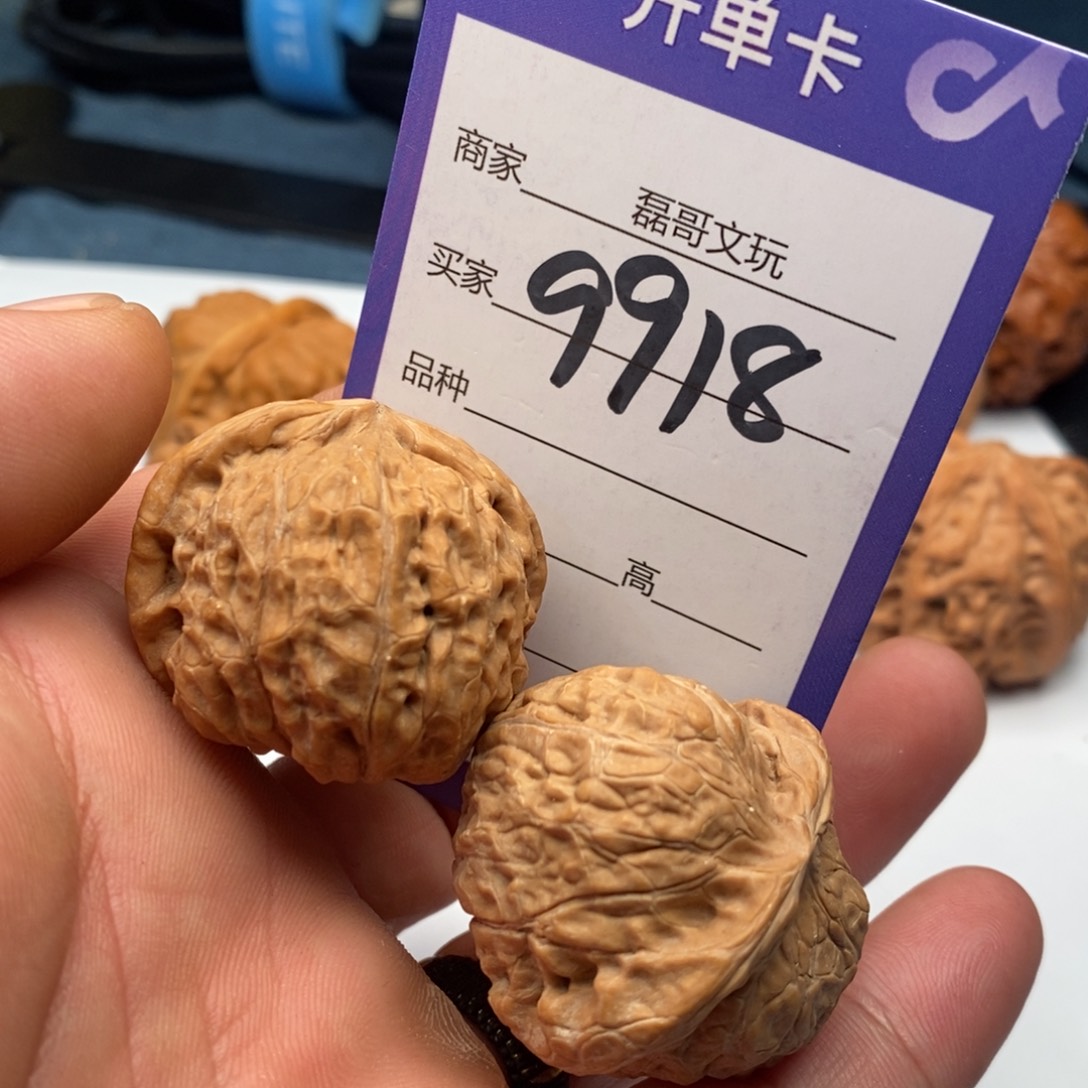 开单卡
商家 磊哥文玩
买家 9918
品种
高